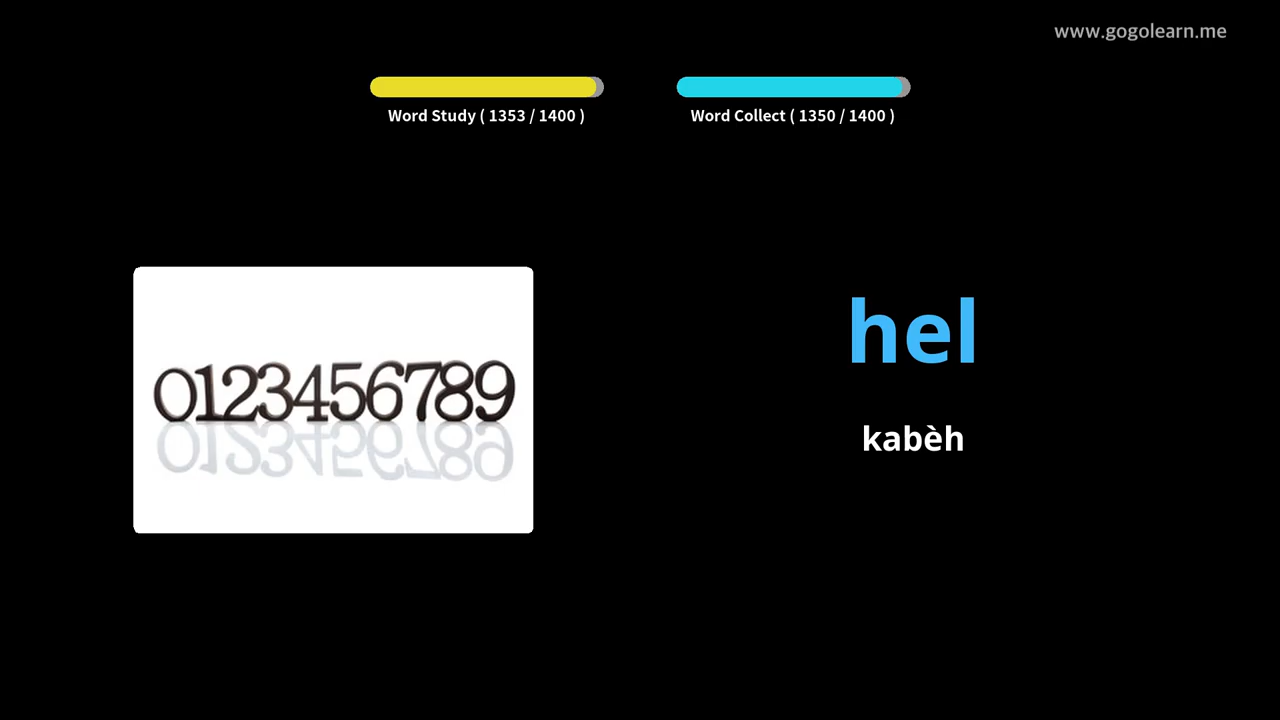 www.gogolearn.me
Word Study ( 1353 / 1400 )
Word Collect ( 1350 / 1400 )
0123456789
hel
kabèh